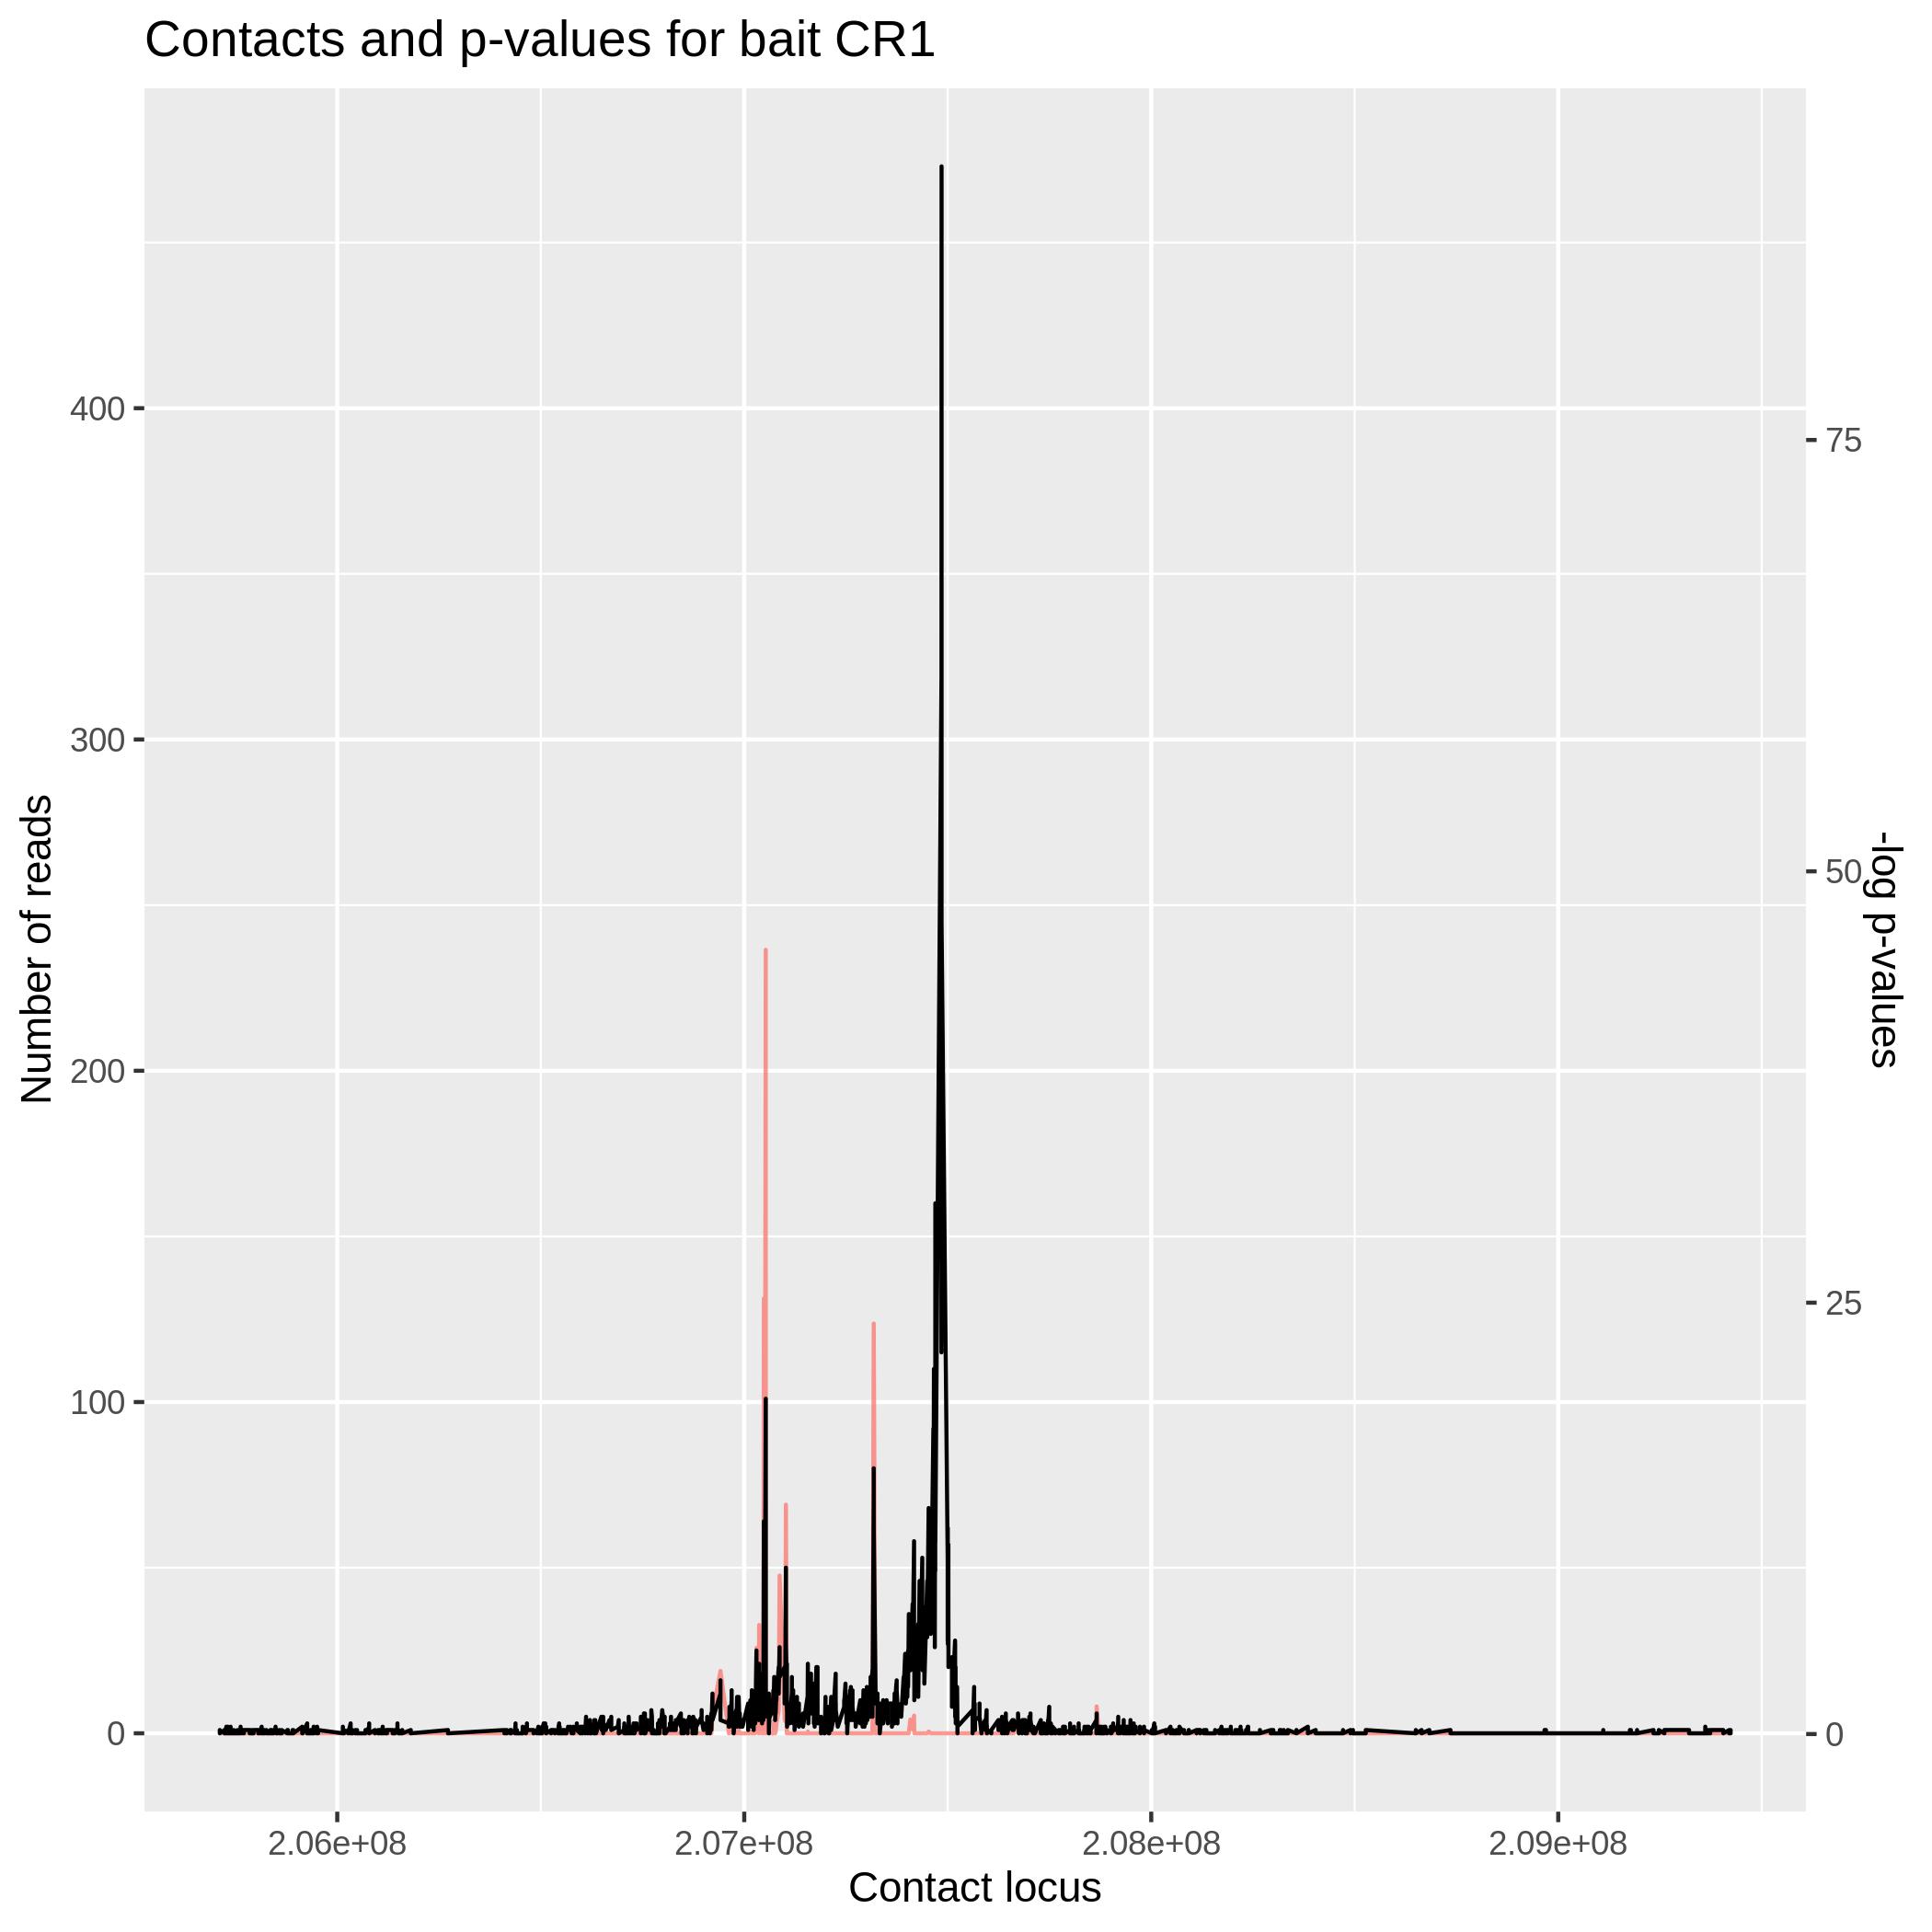 Contacts and p-values for bait CR1
Number of reads
400
300
200
100
0
75
50
25
0
-log p-values
2.06e+08 2.07e+08 2.08e+08 2.09e+08
Contact locus